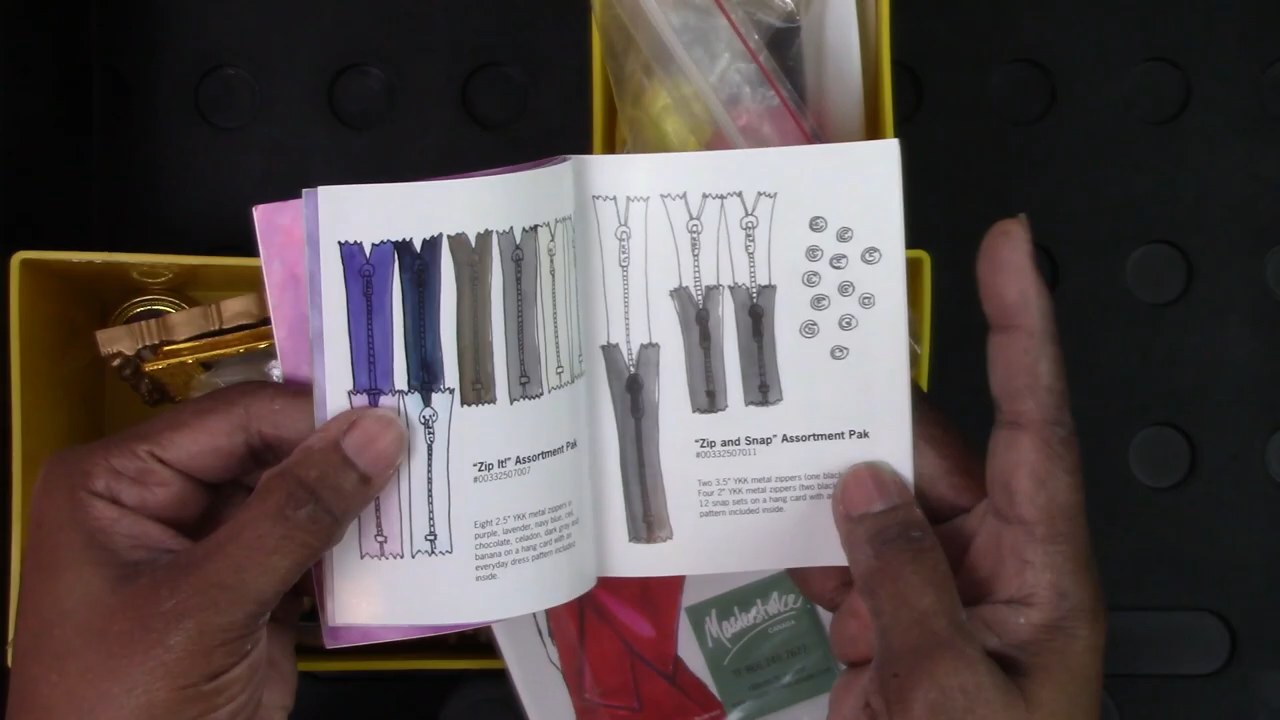 "Zip It!" Assortment Pak
#00332507007
Eight 2.5" YKK metal zippers in
purple, lavender, navy blue,
chocolate, celadon, dark grey and
banana on a hang card with an
everyday dress pattern included
inside.
"Zip and Snap" Assortment Pak
#00332507011
Two 3.5" YKK metal zippers (one
Four 2" YKK metal zippers (two
12 snap sets on a hang card with
pattern included inside.
Masterstroke
CANADA